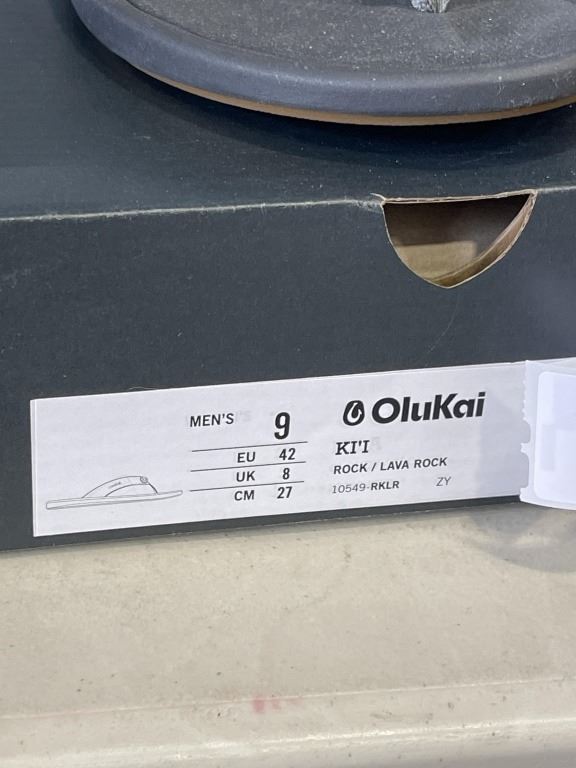 MEN'S 9
EU 42
UK 8
CM 27
OluKai
KI'I
ROCK / LAVA ROCK
10549-RKLR ZY